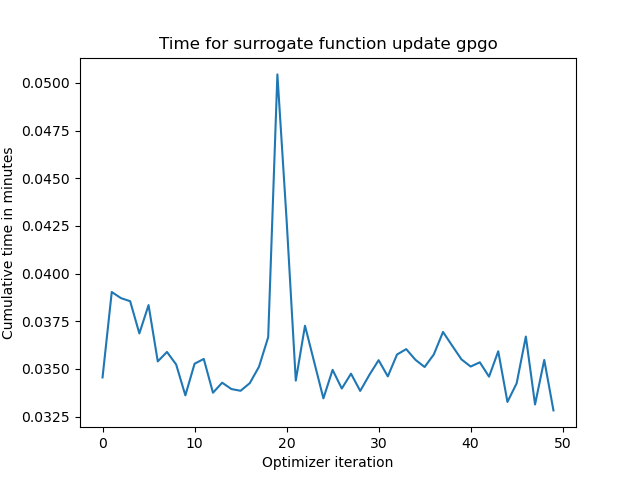 Time for surrogate function update gpgo
Cumulative time in minutes
0.0500
0.0475
0.0450
0.0425
0.0400
0.0375
0.0350
0.0325
0 10 20 30 40 50
Optimizer iteration